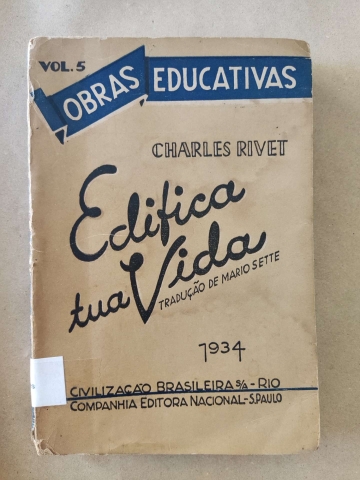 VOL. 5
OBRAS EDUCATIVAS
CHARLES RIVET
Edifica
tua Vida
TRADUÇÃO DE MARIO SETTE
1934
CIVILIZAÇÃO BRASILEIRA S/A - RIO
COMPANHIA EDITORA NACIONAL - S. PAULO